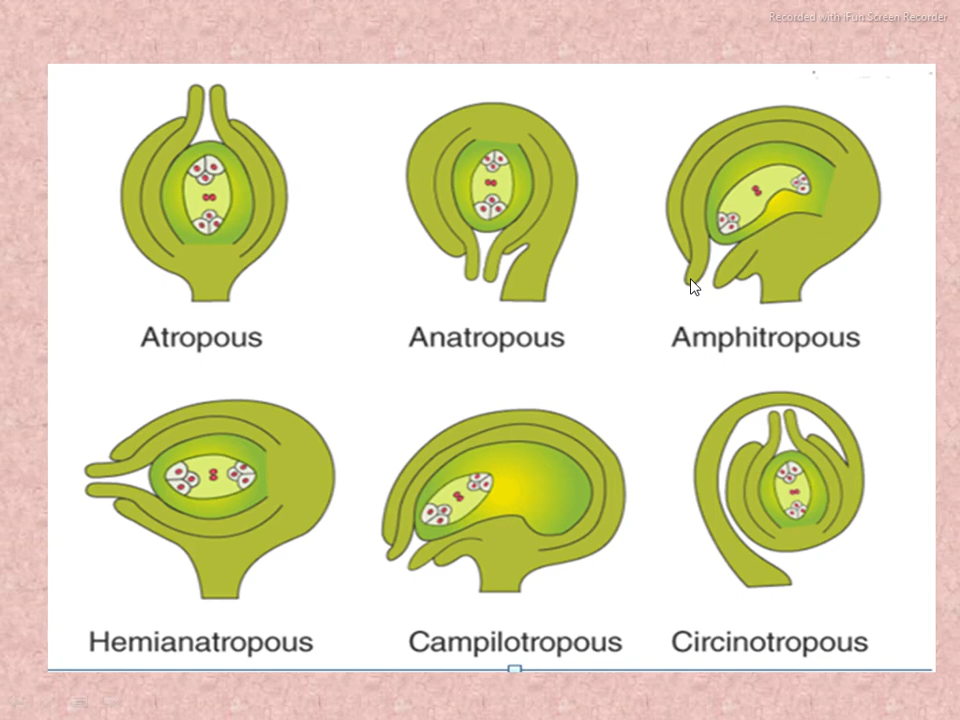 Recorded with iFun Screen Recorder
Atropous
Anatropous
Amphitropous
Hemianatropous
Campilotropous
Circinotropous